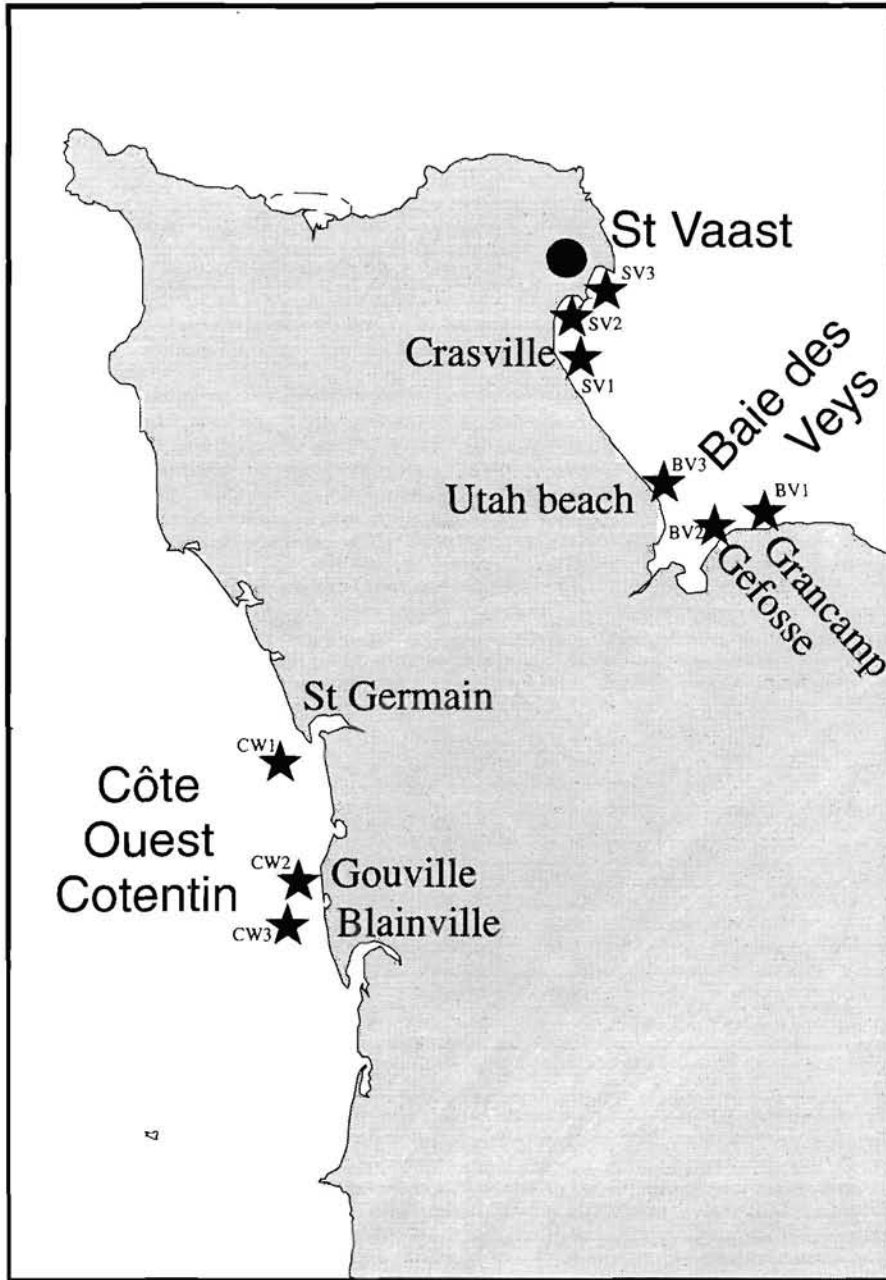 St Vaast
SV3
SV2
Crasville
SV1
Baie des
Veys
BV3
Utah beach
BV1
BV2
Gefosse
Grancamp
St Germain
CW1
Côte
Ouest
Cotentin
CW2
Gouville
Blainville
CW3